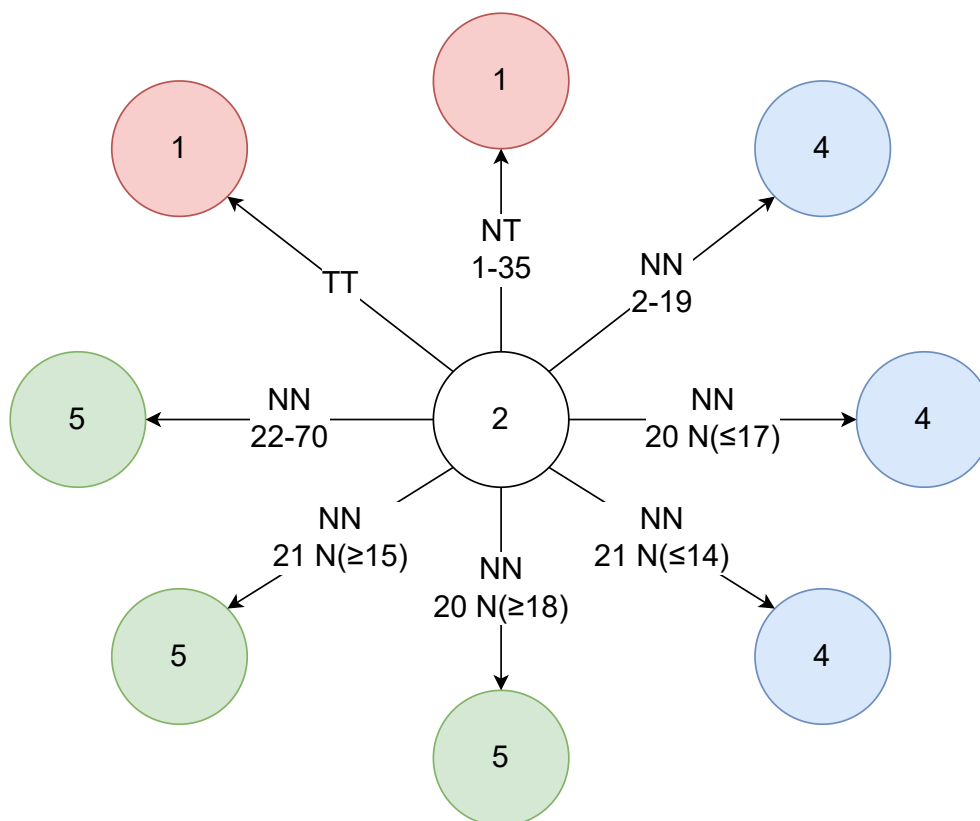 1
1
4
NT
1-35
NN
2-19
TT
5
NN
22-70
2
NN
20 N(≤17)
4
NN
21 N(≥15)
NN
20 N(≥18)
NN
21 N(≤14)
5
5
4